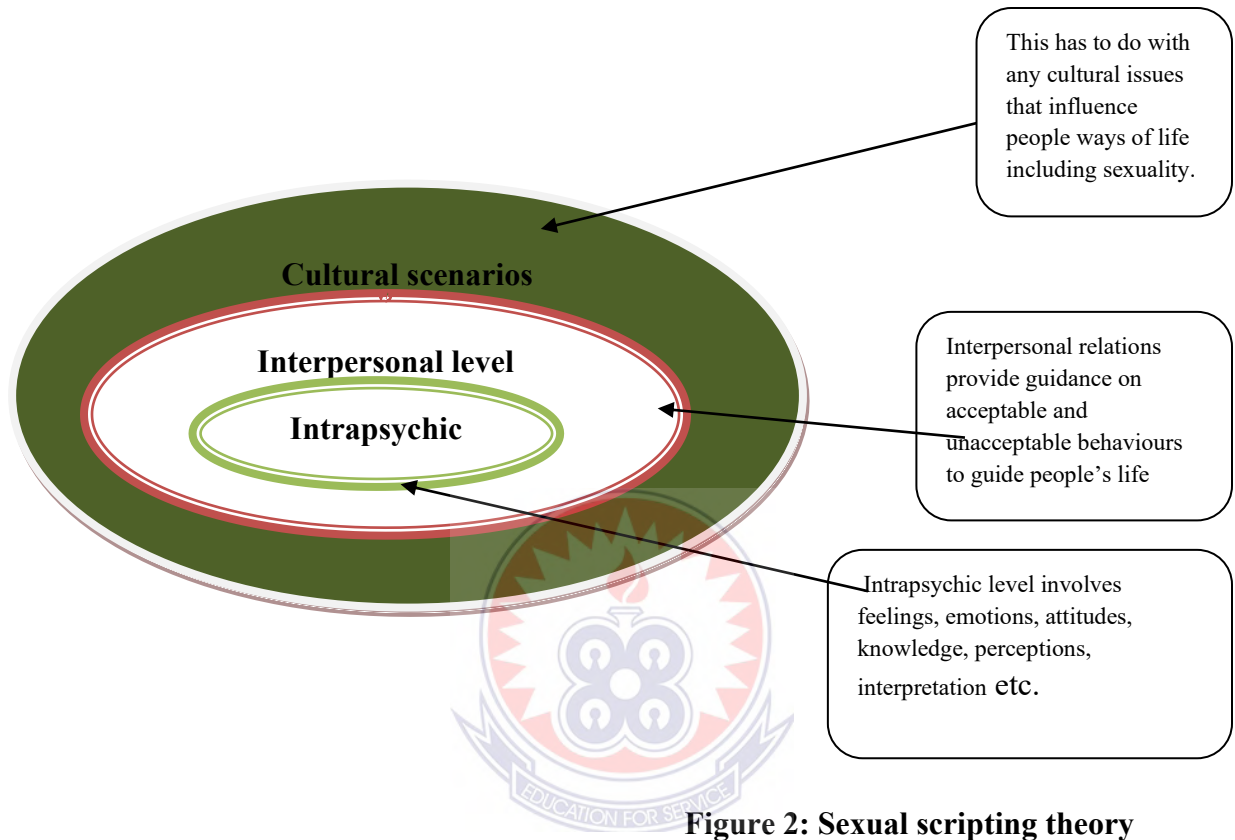 This has to do with
any cultural issues
that influence
people ways of life
including sexuality.
Cultural scenarios
Interpersonal level
Intrapsychic
Interpersonal relations
provide guidance on
acceptable and
unacceptable behaviours
to guide people’s life
Intrapsychic level involves
feelings, emotions, attitudes,
knowledge, perceptions,
interpretation etc.
EDUCATION FOR SERVICE
Figure 2: Sexual scripting theory